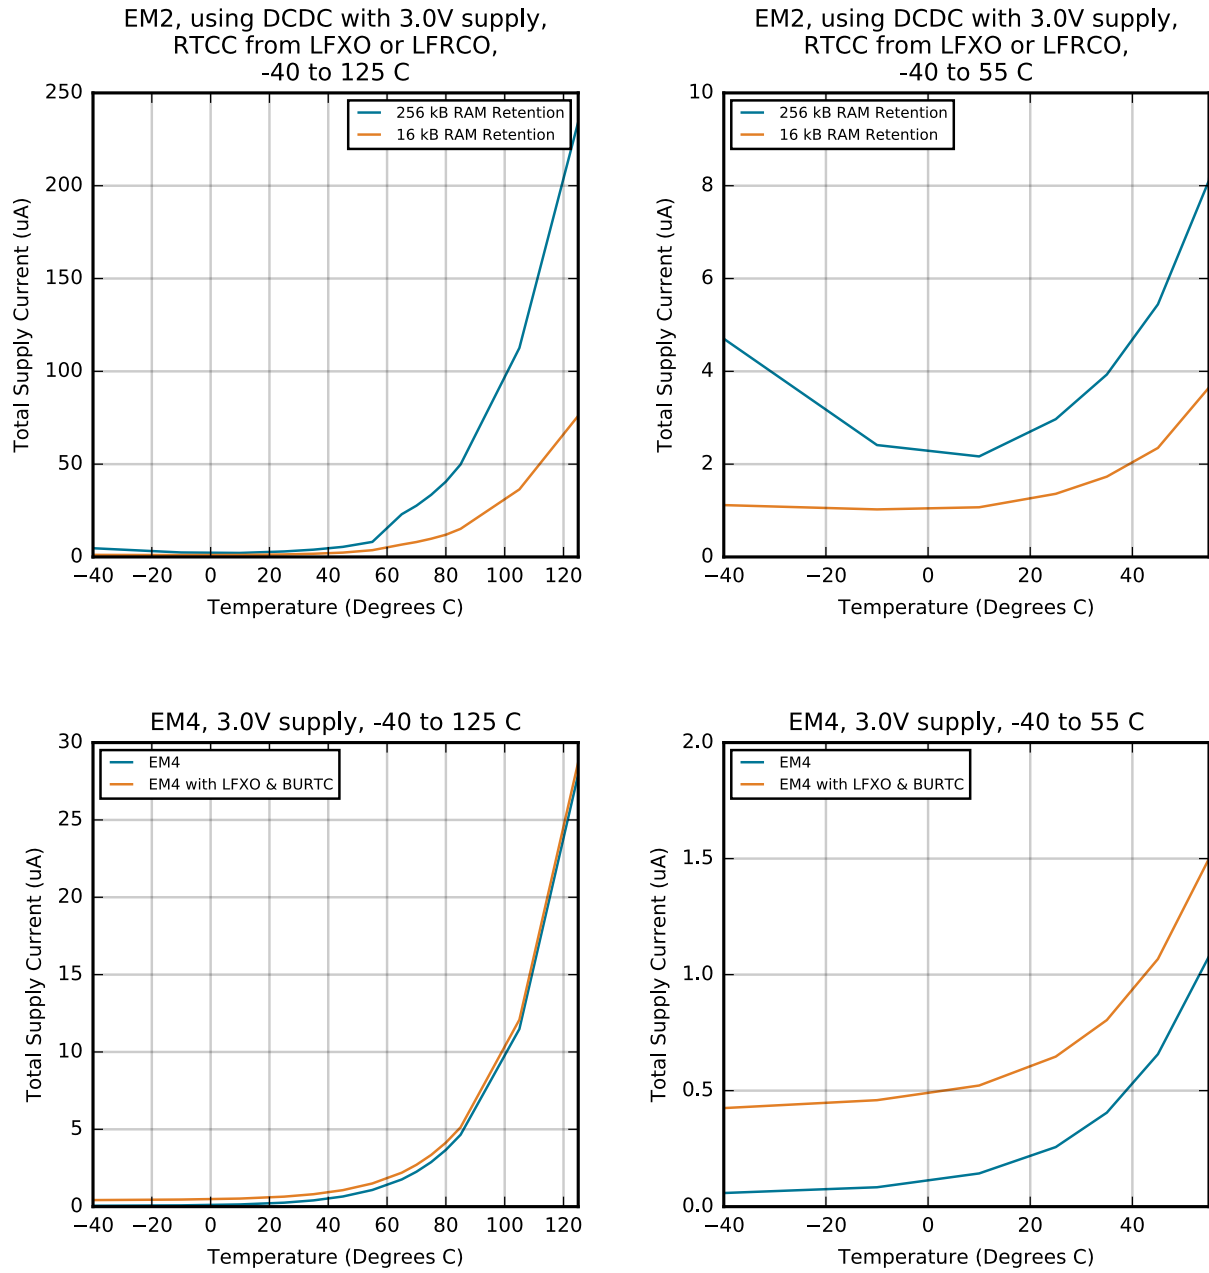 EM2, using DCDC with 3.0V supply,
RTCC from LFXO or LFRCO,
-40 to 125 C
250
200
150
100
50
0
Total Supply Current (uA)
256 kB RAM Retention
16 kB RAM Retention
−40 −20 0 20 40 60 80 100 120
Temperature (Degrees C)
EM2, using DCDC with 3.0V supply,
RTCC from LFXO or LFRCO,
-40 to 55 C
10
8
6
4
2
0
Total Supply Current (uA)
256 kB RAM Retention
16 kB RAM Retention
−40 −20 0 20 40
Temperature (Degrees C)
EM4, 3.0V supply, -40 to 125 C
30
25
20
15
10
5
0
Total Supply Current (uA)
EM4
EM4 with LFXO & BURTC
−40 −20 0 20 40 60 80 100 120
Temperature (Degrees C)
EM4, 3.0V supply, -40 to 55 C
2.0
1.5
1.0
0.5
0.0
Total Supply Current (uA)
EM4
EM4 with LFXO & BURTC
−40 −20 0 20 40
Temperature (Degrees C)